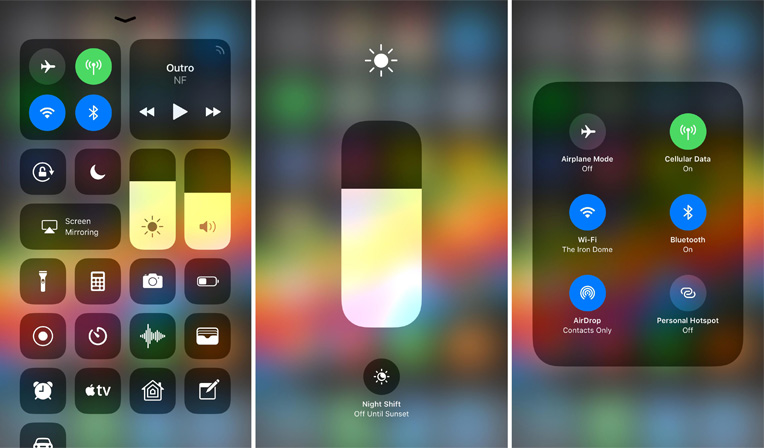 Outro
NF
Screen
Mirroring
tv
Night Shift
Off Until Sunset
Airplane Mode
Off
Cellular Data
On
Wi-Fi
The Iron Dome
Bluetooth
On
AirDrop
Contacts Only
Personal Hotspot
Off